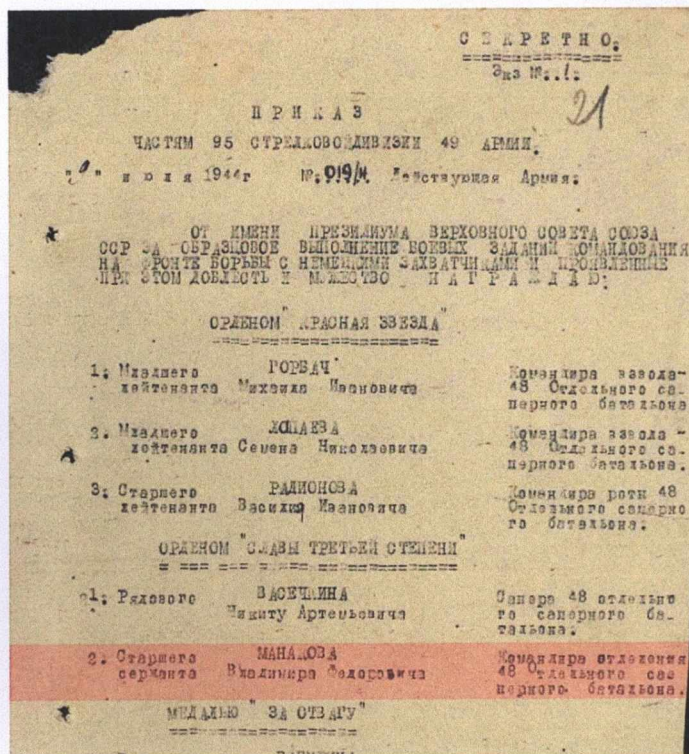 СЕКРЕТНО.
Экз №.1.
21
ПРИКАЗ
ЧАСТЯМ 95 СТРЕЛКОВОЙ ДИВИЗИИ 49 АРМИИ.
июля 1944г № 019/н Действующая Армия.
ОТ ИМЕНИ ПРЕЗИДИУМА ВЕРХОВНОГО СОВЕТА СОЮЗА
ССР ЗА ОБРАЗЦОВОЕ ВЫПОЛНЕНИЕ БОЕВЫХ ЗАДАНИЙ КОМАНДОВАНИЯ
НА ФРОНТЕ БОРЬБЫ С НЕМЕЦКИМИ ЗАХВАТЧИКАМИ И ПРОЯВЛЕННЫЕ
ПРИ ЭТОМ ДОБЛЕСТЬ И МУЖЕСТВО НАГРАЖДАЮ:
ОРДЕНОМ "КРАСНАЯ ЗВЕЗДА"
1. Младшего ГОРБАЧ Командира взвода-
лейтенанта Михаила Ивановича 48 Отдельного са-
перного батальона
2. Младшего Командира взвода -
лейтенанта Семена Николаевича 48 Отдельного са-
перного батальона.
3. Старшего РАДИОНОВА Командира роты 48
лейтенанта Василия Ивановича Отдельного саперно
го батальона.
ОРДЕНОМ "СЛАВЫ ТРЕТЬЕЙ СТЕПЕНИ"
1. Рядового ВАСЕЧКИНА Сапера 48 отдельно
Никиту Артемьевича го саперного ба-
тальона.
2. Старшего МАНАКОВА Командира отделения
сержанта Владимира Федоровича 48 Отдельного сап
перного батальона.
МЕДАЛЬЮ "ЗА ОТВАГУ"